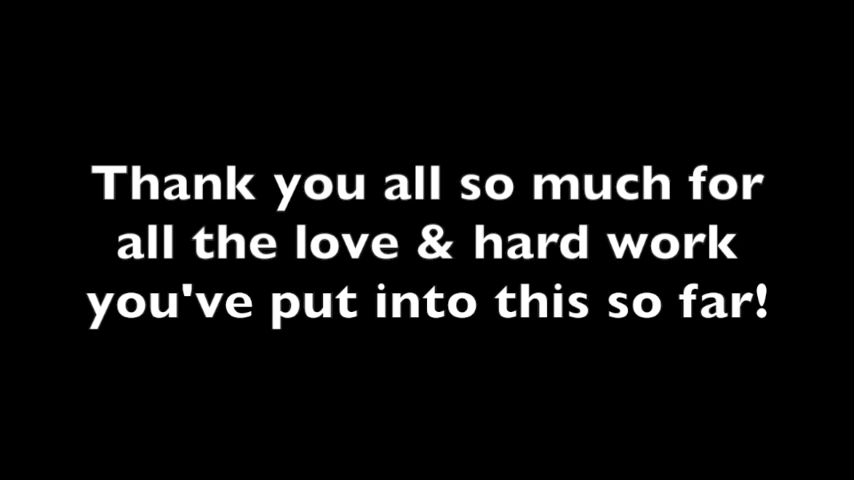 Thank you all so much for
all the love & hard work
you've put into this so far!